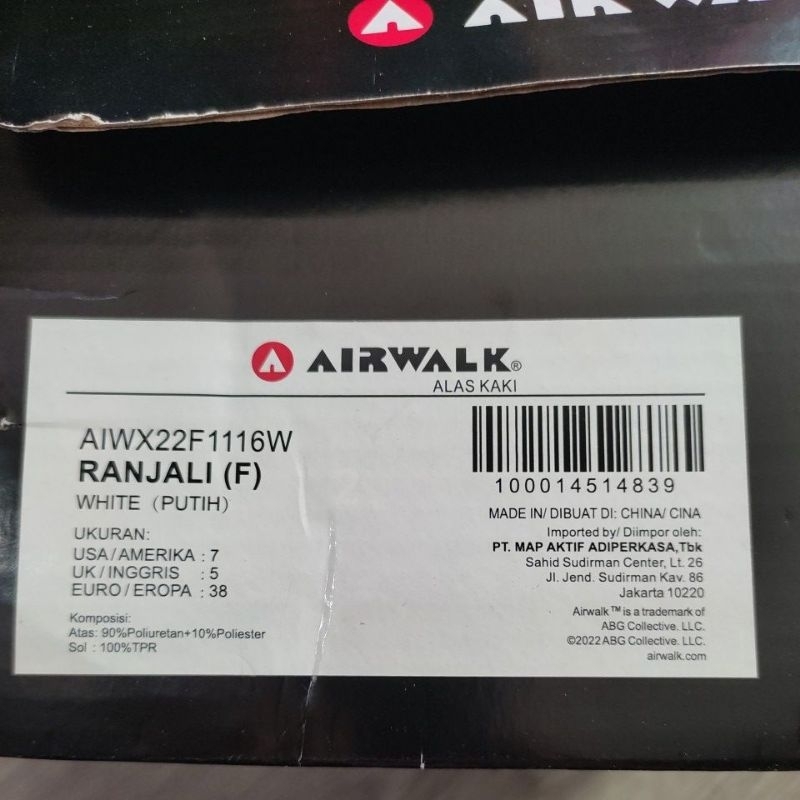 AIRWALK®
ALAS KAKI
AIWX22F1116W
RANJALI (F)
WHITE (PUTIH)
UKURAN:
USA/AMERIKA : 7
UK/INGGRIS : 5
EURO/EROPA : 38
Komposisi:
Atas: 90%Poliuretan+10%Poliester
Sol : 100%TPR
100014514839
MADE IN/ DIBUAT DI: CHINA/ CINA
Imported by/ Diimpor oleh:
PT. MAP AKTIF ADIPERKASA,Tbk
Sahid Sudirman Center, Lt. 26
Jl. Jend. Sudirman Kav. 86
Jakarta 10220
Airwalk™ is a trademark of
ABG Collective. LLC.
©2022 ABG Collective. LLC.
airwalk.com